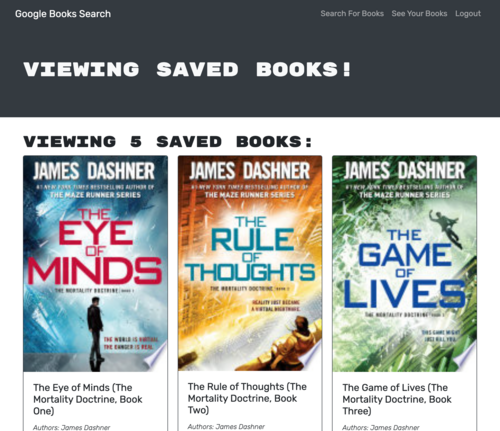 Google Books Search
Search For Books See Your Books Logout
VIEWING SAVED BOOKS!
VIEWING 5 SAVED BOOKS:
JAMES DASHNER
#1 NEW YORK TIMES BESTSELLING AUTHOR OF
THE MAZE RUNNER SERIES
THE
EYE
OF
MINDS
THE MORTALITY DOCTRINE
THE WORLD IS VIRTUAL
THE DANGER IS REAL
The Eye of Minds (The
Mortality Doctrine, Book
One)
Authors: James Dashner
JAMES DASHNER
#1 NEW YORK TIMES BESTSELLING AUTHOR OF
THE MAZE RUNNER SERIES
THE
RULE
OF
THOUGHTS
THE MORTALITY DOCTRINE
REALITY JUST BECAME
A VIRTUAL NIGHTMARE.
The Rule of Thoughts (The
Mortality Doctrine, Book
Two)
Authors: James Dashner
JAMES DASHNER
#1 NEW YORK TIMES BESTSELLING AUTHOR OF
THE MAZE RUNNER SERIES
THE
GAME
OF
LIVES
THE MORTALITY DOCTRINE
THIS GAME MIGHT
JUST KILL YOU.
The Game of Lives (The
Mortality Doctrine, Book
Three)
Authors: James Dashner